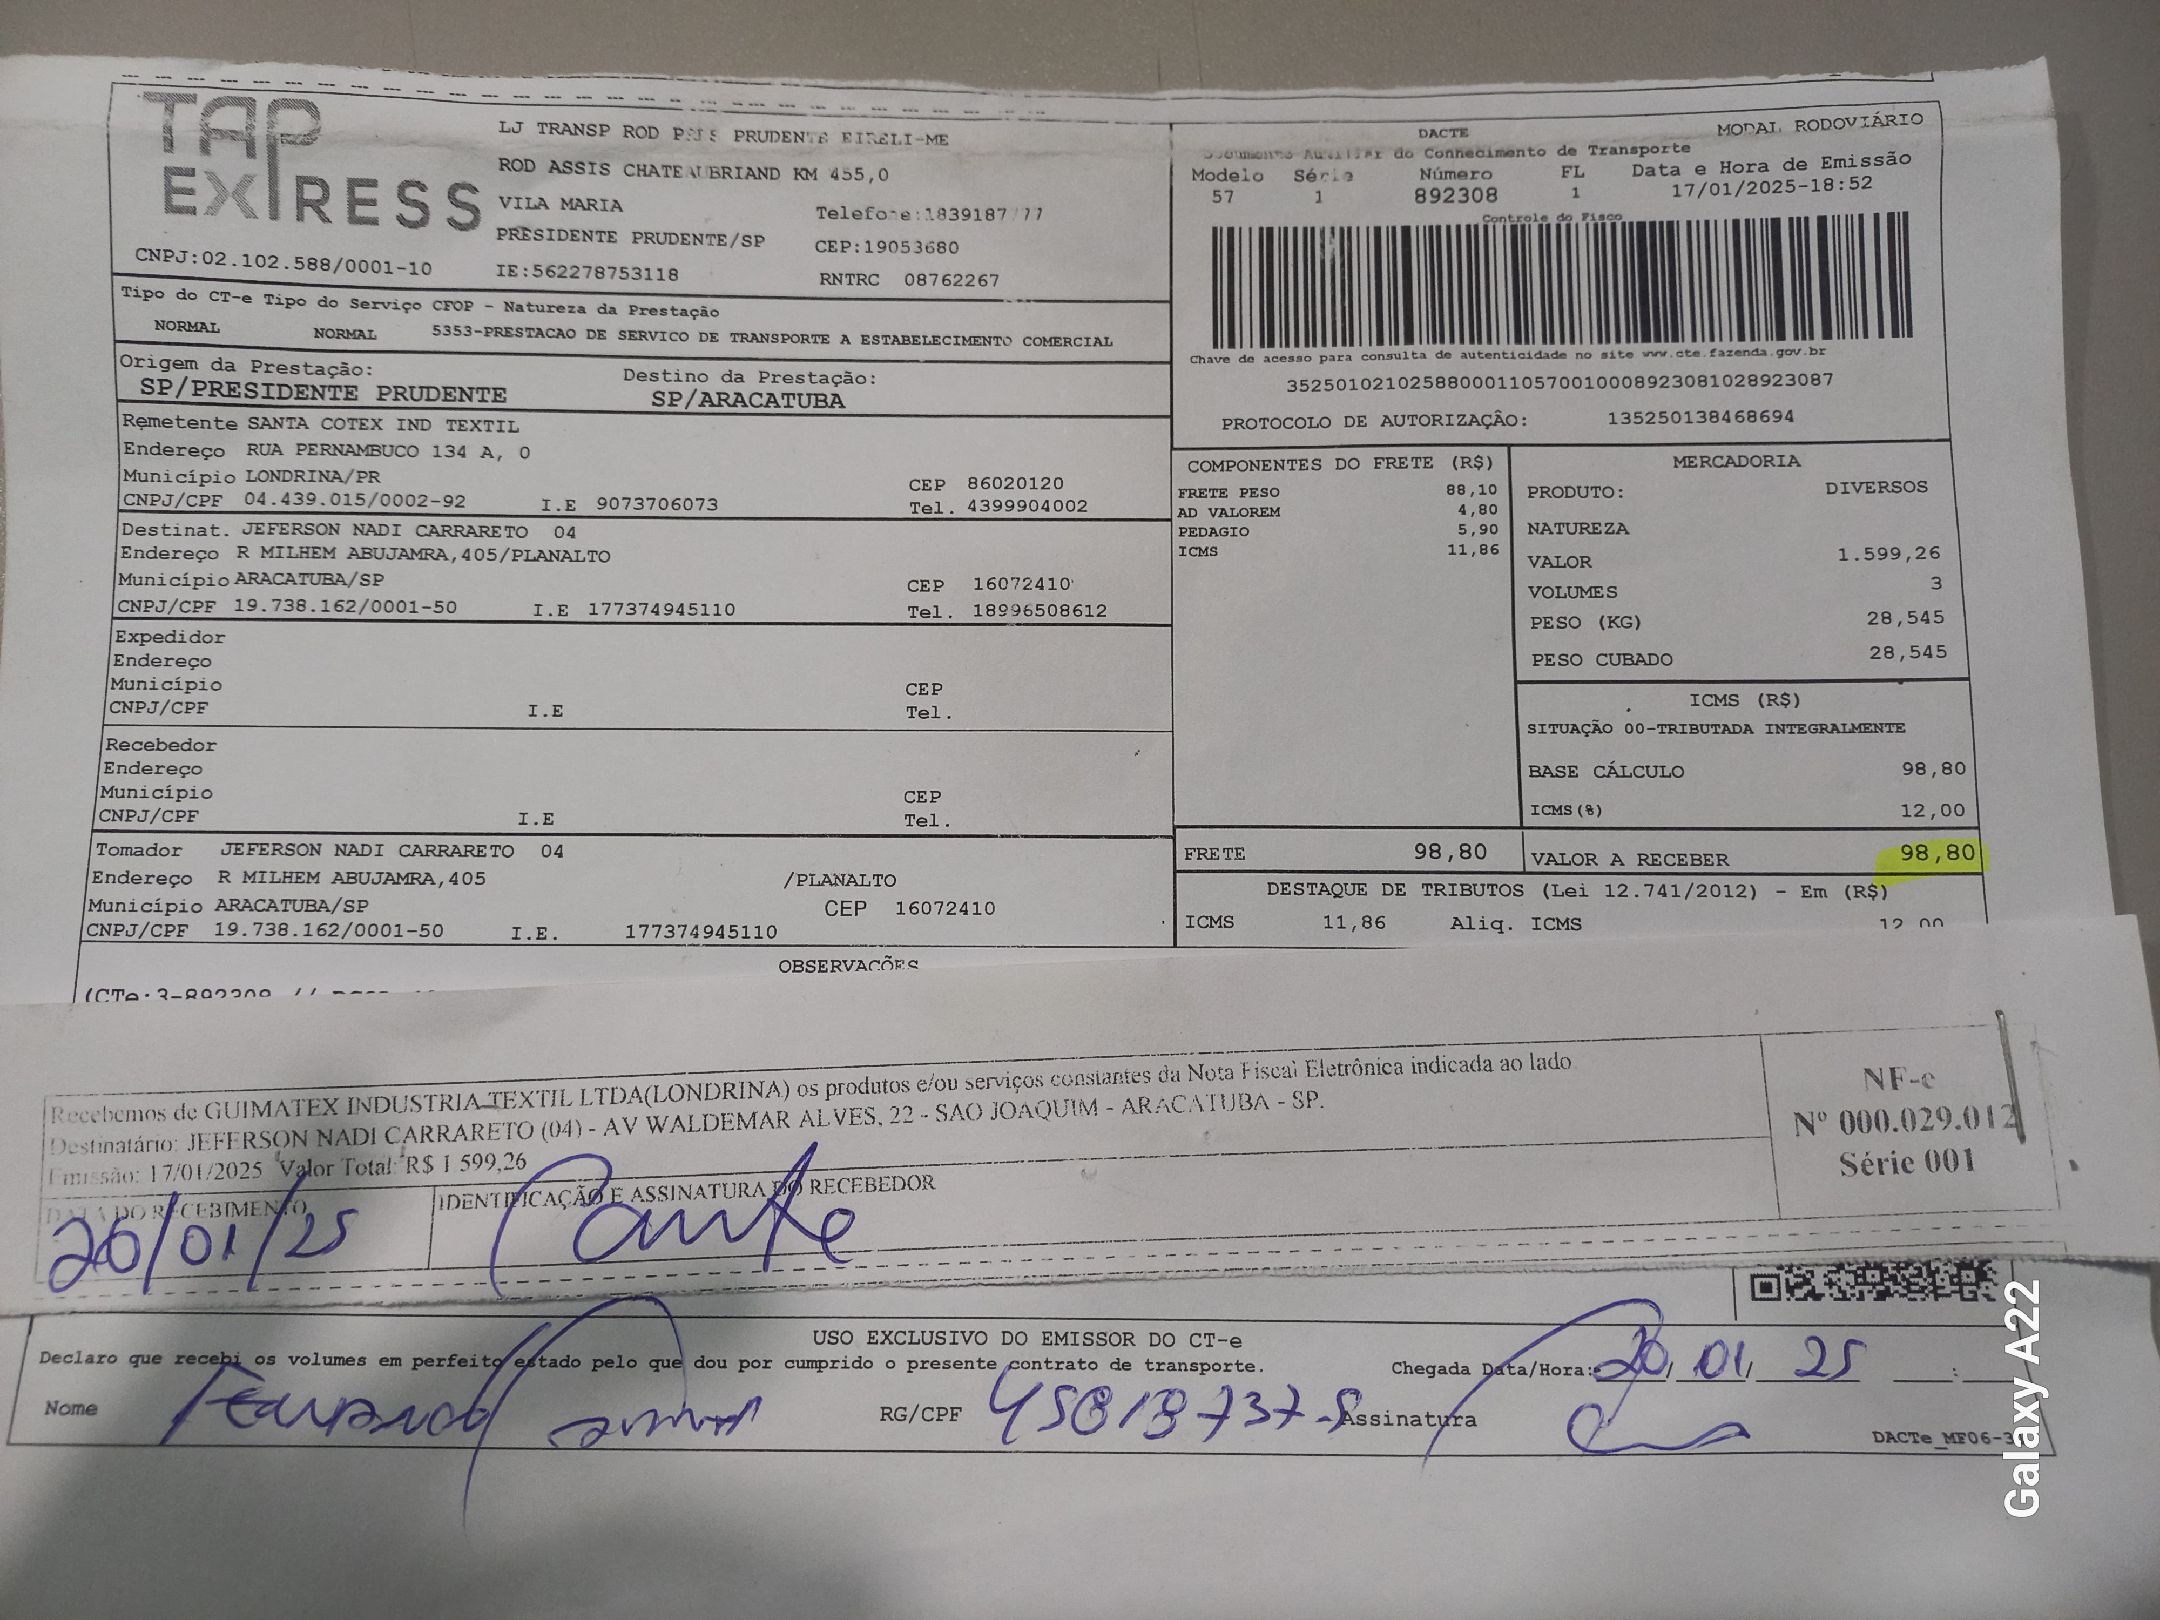 TAP
EXPRESS
CNPJ:02.102.588/0001-10
LJ TRANSP ROD PRUDENTE EIRELI-ME
ROD ASSIS CHATEAUBRIAND KM 455,0
VILA MARIA
PRESIDENTE PRUDENTE/SP
IE:562278753118
Telefone:1839187777
CEP:19053680
RNTRC 08762267
DACTE
MODAL RODOVIÁRIO
Documento Auxiliar do Conhecimento de Transporte
Modelo Série Número FL Data e Hora de Emissão
57 1 892308 1 17/01/2025-18:52
Controle do Fisco
Chave de acesso para consulta de autenticidade no site www.cte.fazenda.gov.br
35250102102588000110570010008923081028923087
PROTOCOLO DE AUTORIZAÇÃO: 135250138468694
Tipo do CT-e Tipo do Serviço CFOP - Natureza da Prestação
NORMAL NORMAL 5353-PRESTACAO DE SERVICO DE TRANSPORTE A ESTABELECIMENTO COMERCIAL
Origem da Prestação: Destino da Prestação:
SP/PRESIDENTE PRUDENTE SP/ARACATUBA
Remetente SANTA COTEX IND TEXTIL
Endereço RUA PERNAMBUCO 134 A, 0
Município LONDRINA/PR CEP 86020120
CNPJ/CPF 04.439.015/0002-92 I.E 9073706073 Tel. 4399904002
Destinat. JEFERSON NADI CARRARETO 04
Endereço R MILHEM ABUJAMRA,405/PLANALTO
Município ARACATUBA/SP CEP 16072410
CNPJ/CPF 19.738.162/0001-50 I.E 177374945110 Tel. 18996508612
Expedidor
Endereço
Município CEP
CNPJ/CPF I.E Tel.
Recebedor
Endereço
Município CEP
CNPJ/CPF I.E Tel.
Tomador JEFERSON NADI CARRARETO 04
Endereço R MILHEM ABUJAMRA,405 /PLANALTO
Município ARACATUBA/SP CEP 16072410
CNPJ/CPF 19.738.162/0001-50 I.E. 177374945110
COMPONENTES DO FRETE (R$)
FRETE PESO 88,10
AD VALOREM 4,80
PEDAGIO 5,90
ICMS 11,86
MERCADORIA
PRODUTO: DIVERSOS
NATUREZA
VALOR 1.599,26
VOLUMES 3
PESO (KG) 28,545
PESO CUBADO 28,545
ICMS (R$)
SITUAÇÃO 00-TRIBUTADA INTEGRALMENTE
BASE CÁLCULO 98,80
ICMS(%) 12,00
FRETE 98,80 VALOR A RECEBER 98,80
DESTAQUE DE TRIBUTOS (Lei 12.741/2012) - Em (R$)
ICMS 11,86 Aliq. ICMS 12,00
OBSERVAÇÕES
Recebemos de GUIMATEX INDUSTRIA TEXTIL LTDA(LONDRINA) os produtos e/ou serviços constantes da Nota Fiscal Eletrônica indicada ao lado
Destinatário: JEFERSON NADI CARRARETO (04) - AV WALDEMAR ALVES, 22 - SAO JOAQUIM - ARACATUBA - SP.
Emissão: 17/01/2025 Valor Total: R$ 1.599,26
DATA DO RECEBIMENTO IDENTIFICAÇÃO E ASSINATURA DO RECEBEDOR
20/01/25
NF-e
Nº 000.029.012
Série 001
USO EXCLUSIVO DO EMISSOR DO CT-e
Declaro que recebi os volumes em perfeito estado pelo que dou por cumprido o presente contrato de transporte. Chegada Data/Hora: 20/01/25 :
Nome RG/CPF Assinatura
Galaxy A22